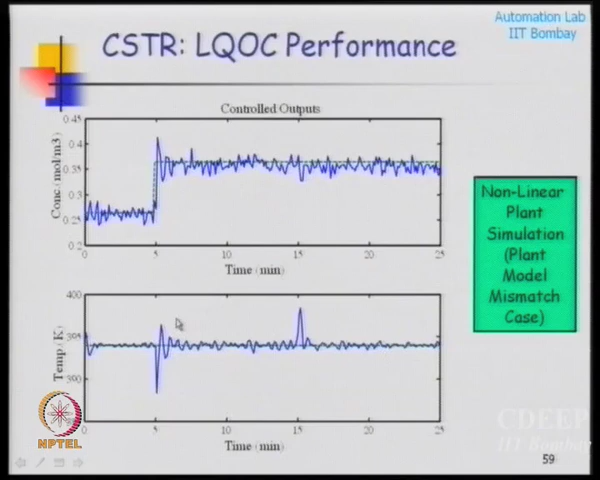 Automation Lab
IIT Bombay
CSTR: LQOC Performance
Controlled Outputs
0.45
0.4
0.35
0.3
0.25
0.2
Conc.(mol/m3)
0
5
10
15
20
25
Time (min)
400
395
390
Temp (K)
0
5
10
15
20
25
Time (min)
Non-Linear
Plant
Simulation
(Plant
Model
Mismatch
Case)
NPTEL
CDEEP
IIT Bombay
59